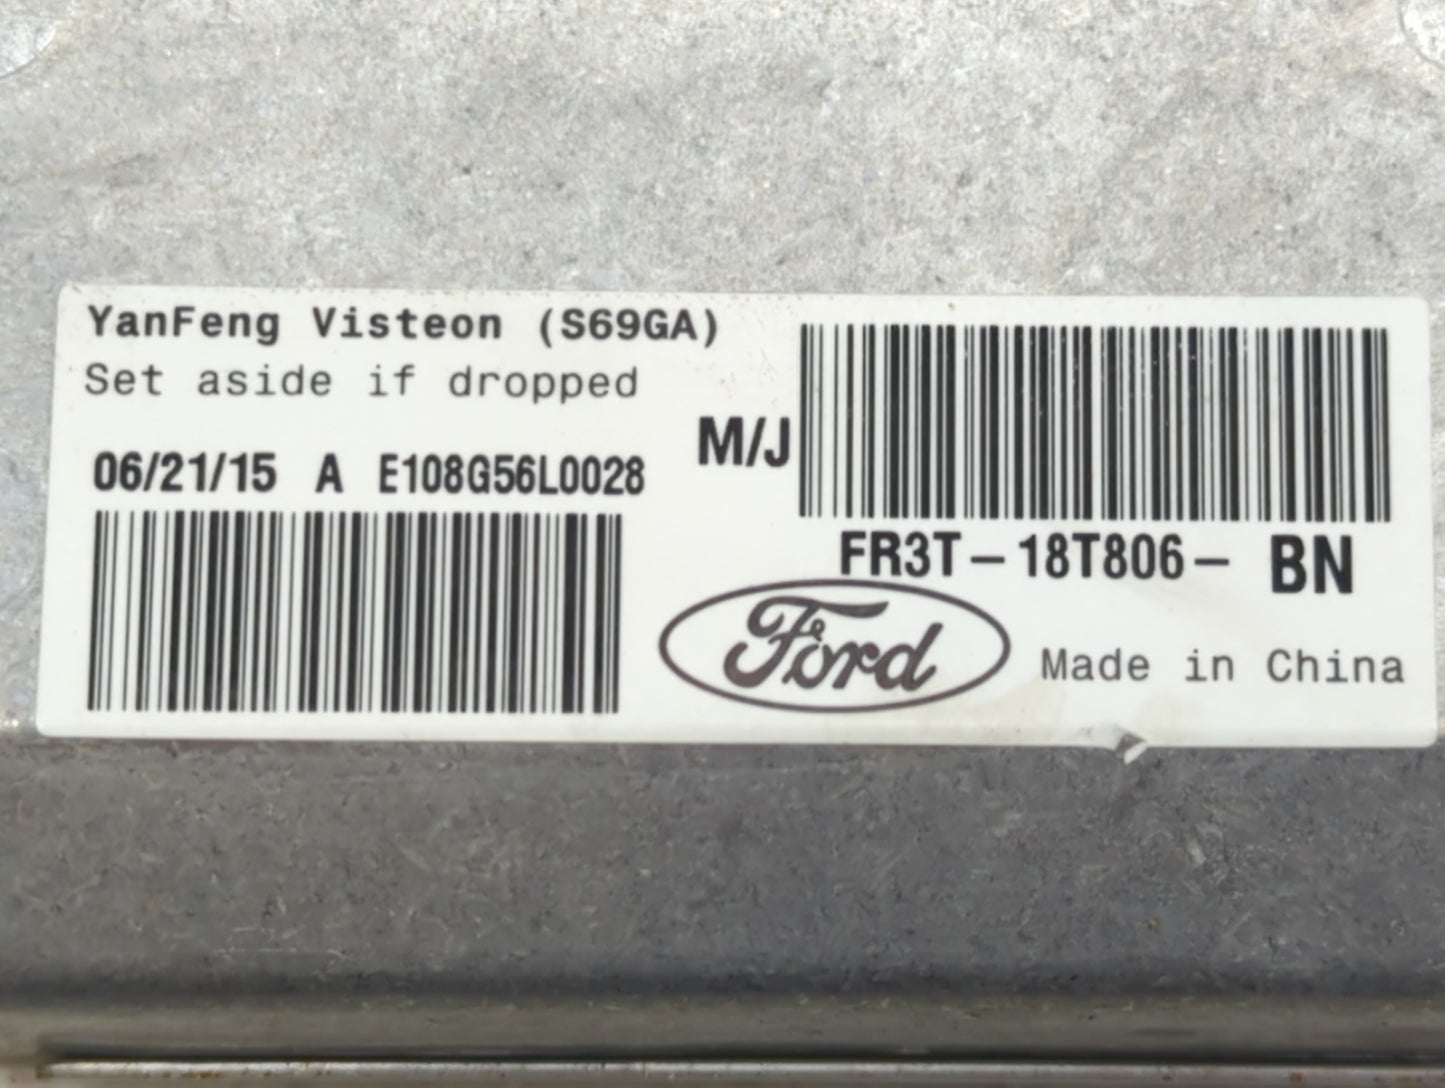 YanFeng Visteon (S69GA)
Set aside if dropped
06/21/15 A E108G56L0028
M/J
FR3T-18T806- BN
Ford
Made in China